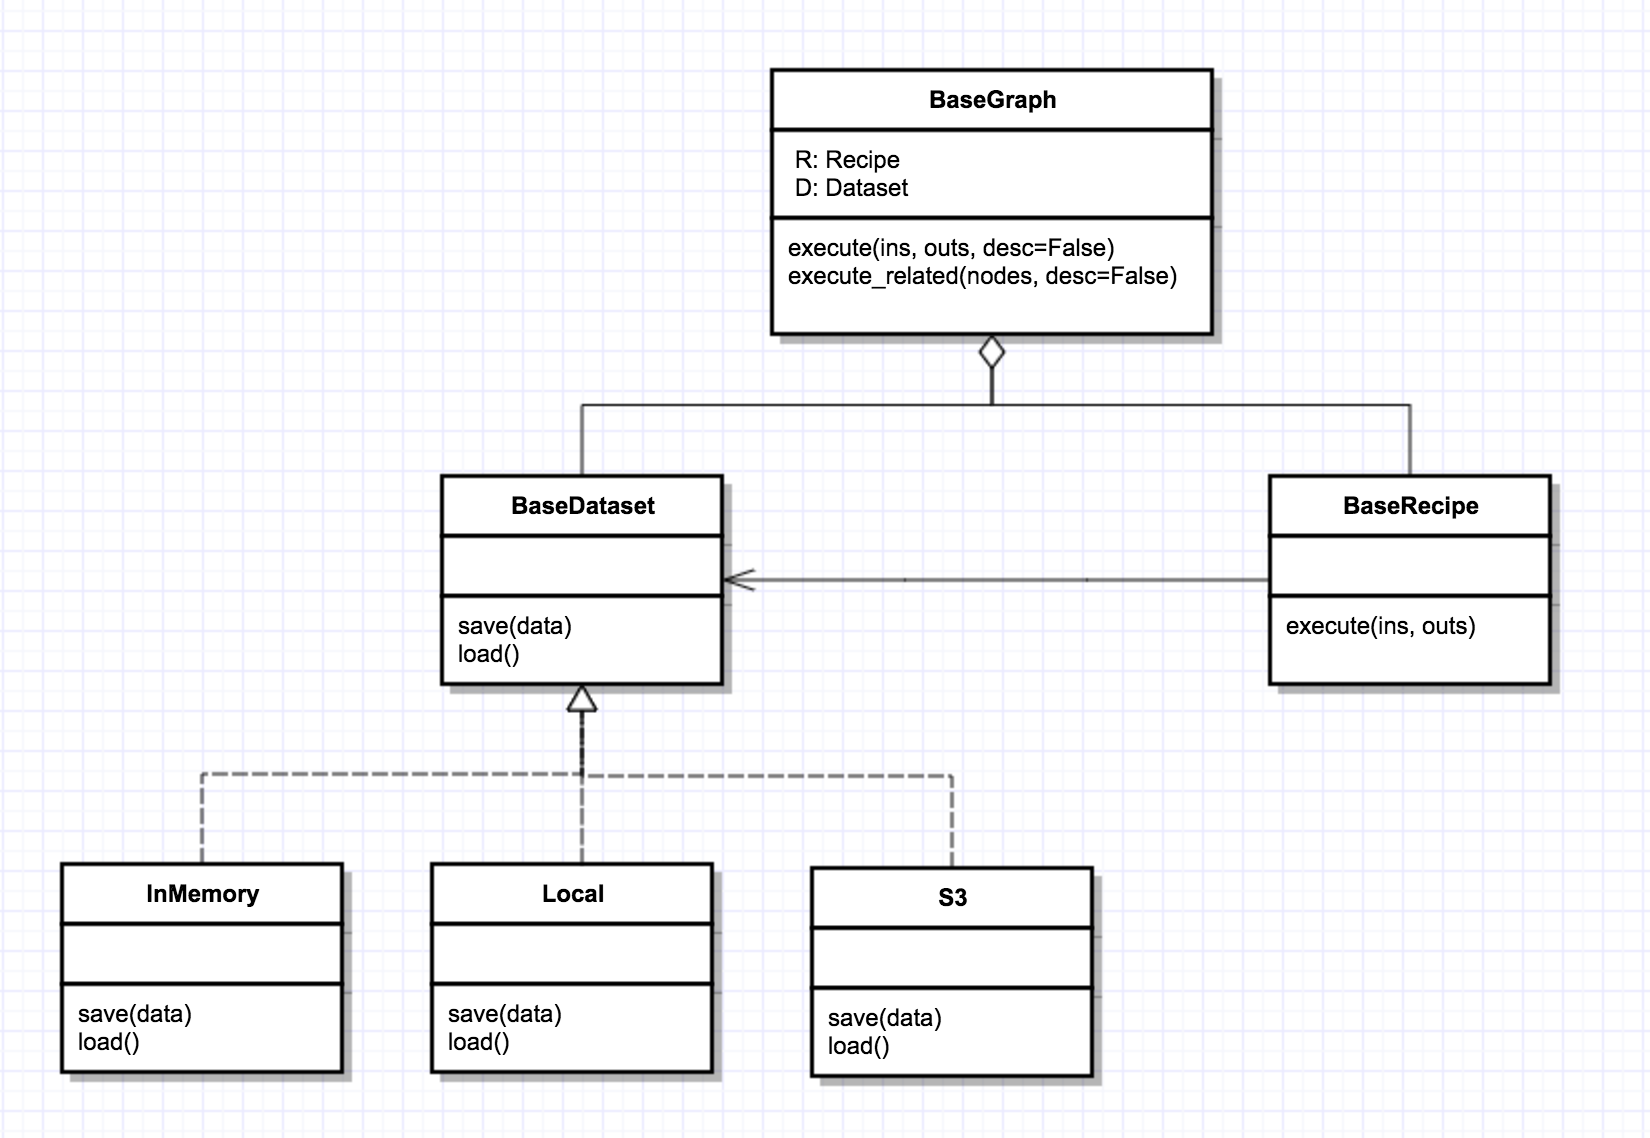 BaseGraph
R: Recipe
D: Dataset
execute(ins, outs, desc=False)
execute_related(nodes, desc=False)
BaseDataset
save(data)
load()
BaseRecipe
execute(ins, outs)
InMemory
save(data)
load()
Local
save(data)
load()
S3
save(data)
load()